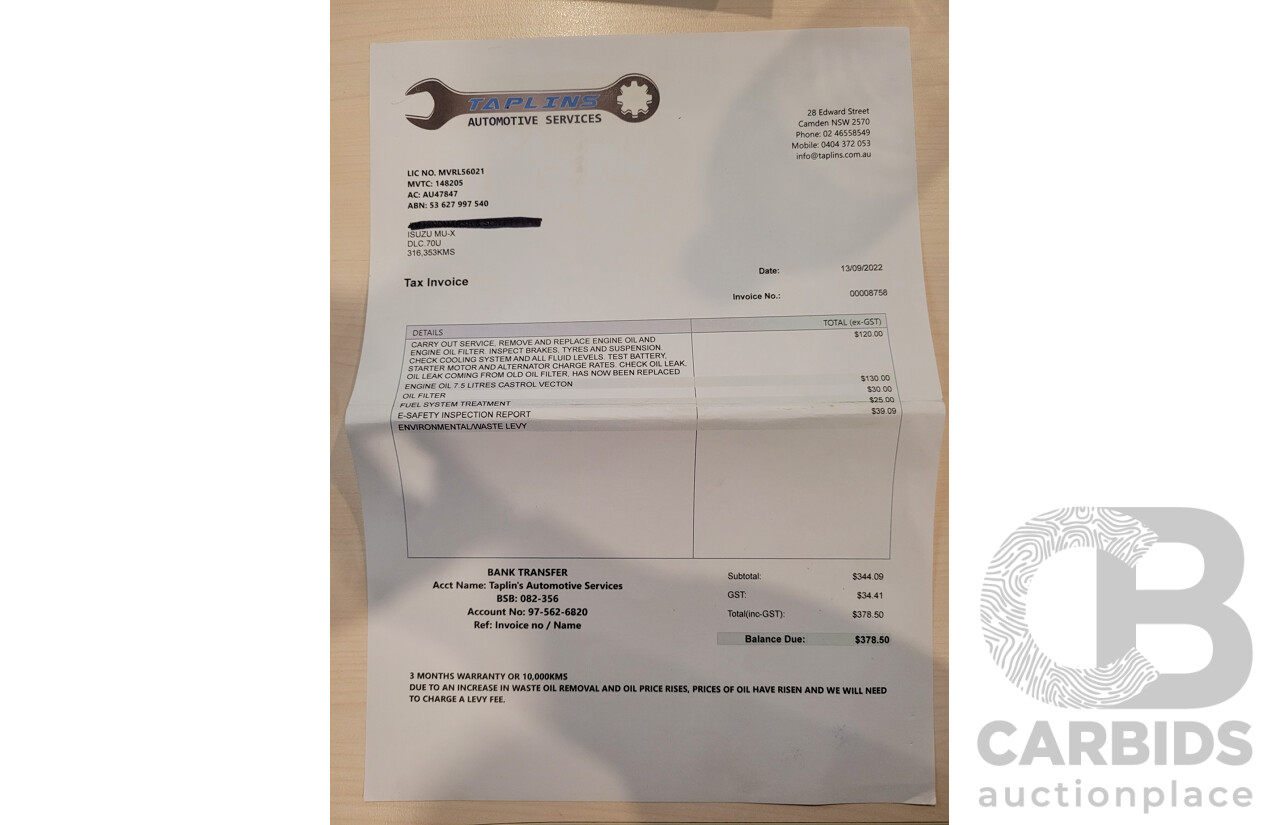 TAPLINS
AUTOMOTIVE SERVICES
28 Edward Street
Camden NSW 2570
Phone: 02 46558549
Mobile: 0404 372 053
info@taplins.com.au
LIC NO. MVRL56021
MVTC: 148205
AC: AU47847
ABN: 53 627 997 540
ISUZU MU-X
DLC.70U
316,353KMS
Tax Invoice
Date: 13/09/2022
Invoice No.: 00008758
DETAILS TOTAL (ex-GST)
CARRY OUT SERVICE, REMOVE AND REPLACE ENGINE OIL AND $120.00
ENGINE OIL FILTER. INSPECT BRAKES, TYRES AND SUSPENSION.
CHECK COOLING SYSTEM AND ALL FLUID LEVELS. TEST BATTERY,
STARTER MOTOR AND ALTERNATOR CHARGE RATES. CHECK OIL LEAK,
OIL LEAK COMING FROM OLD OIL FILTER, HAS NOW BEEN REPLACED
ENGINE OIL 7.5 LITRES CASTROL VECTON $130.00
OIL FILTER $30.00
FUEL SYSTEM TREATMENT $25.00
E-SAFETY INSPECTION REPORT $39.09
ENVIRONMENTAL/WASTE LEVY
BANK TRANSFER
Acct Name: Taplin's Automotive Services
BSB: 082-356
Account No: 97-562-6820
Ref: Invoice no / Name
Subtotal: $344.09
GST: $34.41
Total(inc-GST): $378.50
Balance Due: $378.50
3 MONTHS WARRANTY OR 10,000KMS
DUE TO AN INCREASE IN WASTE OIL REMOVAL AND OIL PRICE RISES, PRICES OF OIL HAVE RISEN AND WE WILL NEED
TO CHARGE A LEVY FEE.
CB
CARBIDS
auctionplace